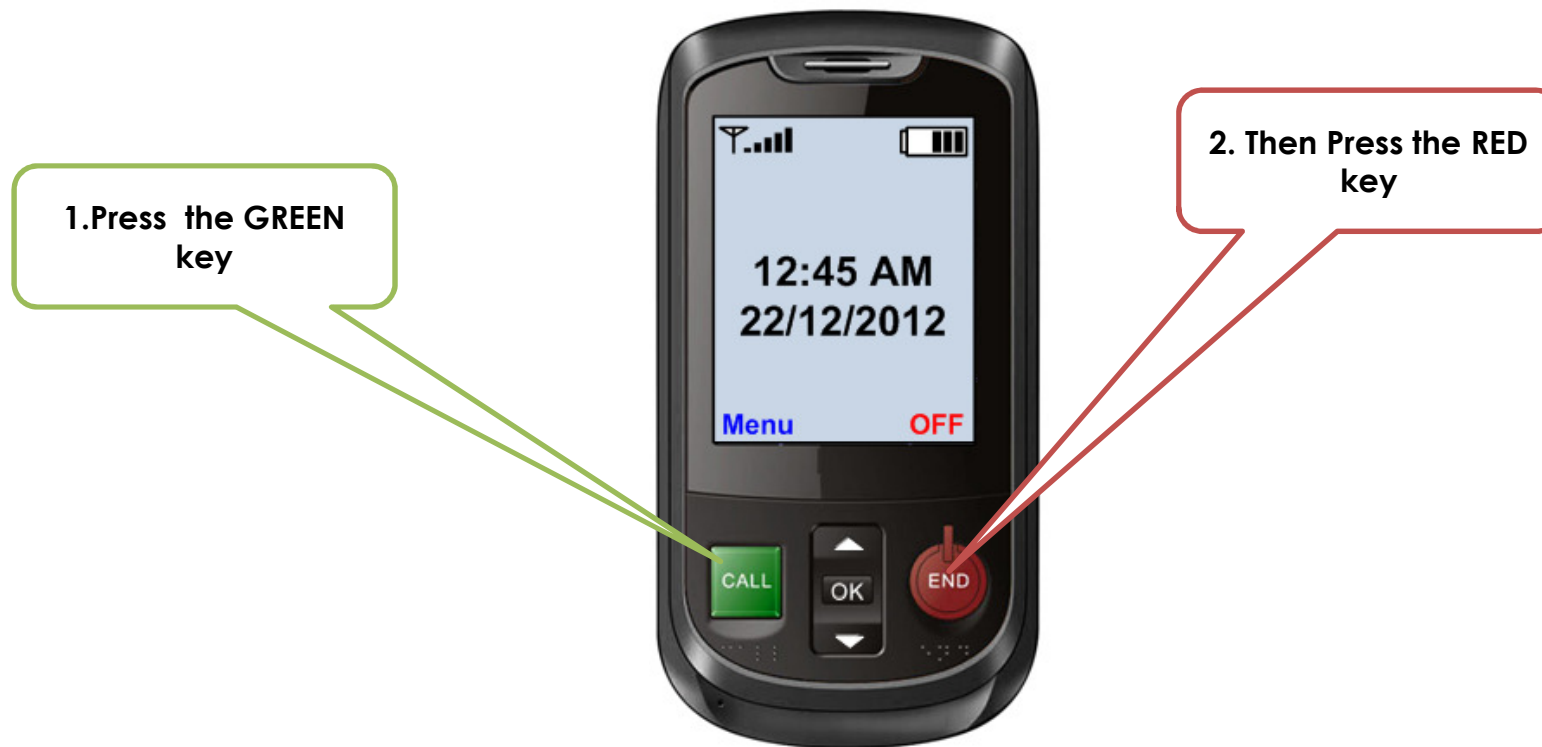 1.Press  the GREEN
key
2. Then Press the RED
key
12:45 AM
22/12/2012
Menu
OFF
CALL
OK
END